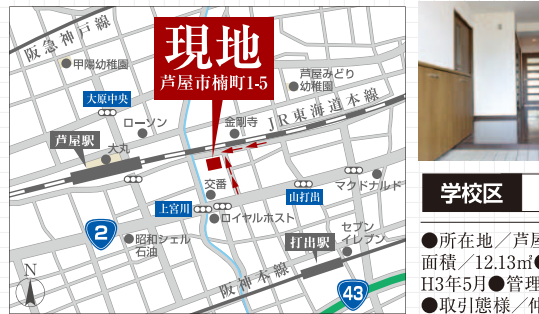 阪急神戸線
現地
芦屋市楠町1-5
甲陽幼稚園
芦屋みどり
幼稚園
大原中央
ローソン
金剛寺
JR東海道本線
芦屋駅
大丸
交番
マクドナルド
山打出
上宮川
ロイヤルホスト
2
昭和シェル
石油
打出駅
セブン
イレブン
N
阪神本線
43
学校区
●所在地／芦屋
面積／12.13㎡●
H3年5月●管理
●取引態様／仲